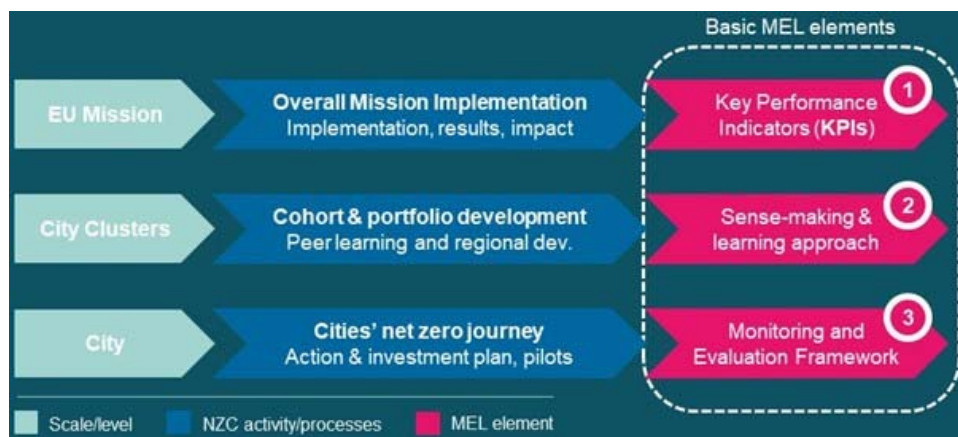 Basic MEL elements
EU Mission
Overall Mission Implementation
Implementation, results, impact
Key Performance
Indicators (KPIs)
1
City Clusters
Cohort & portfolio development
Peer learning and regional dev.
Sense-making &
learning approach
2
City
Cities' net zero journey
Action & investment plan, pilots
Monitoring and
Evaluation Framework
3
Scale/level
NZC activity/processes
MEL element